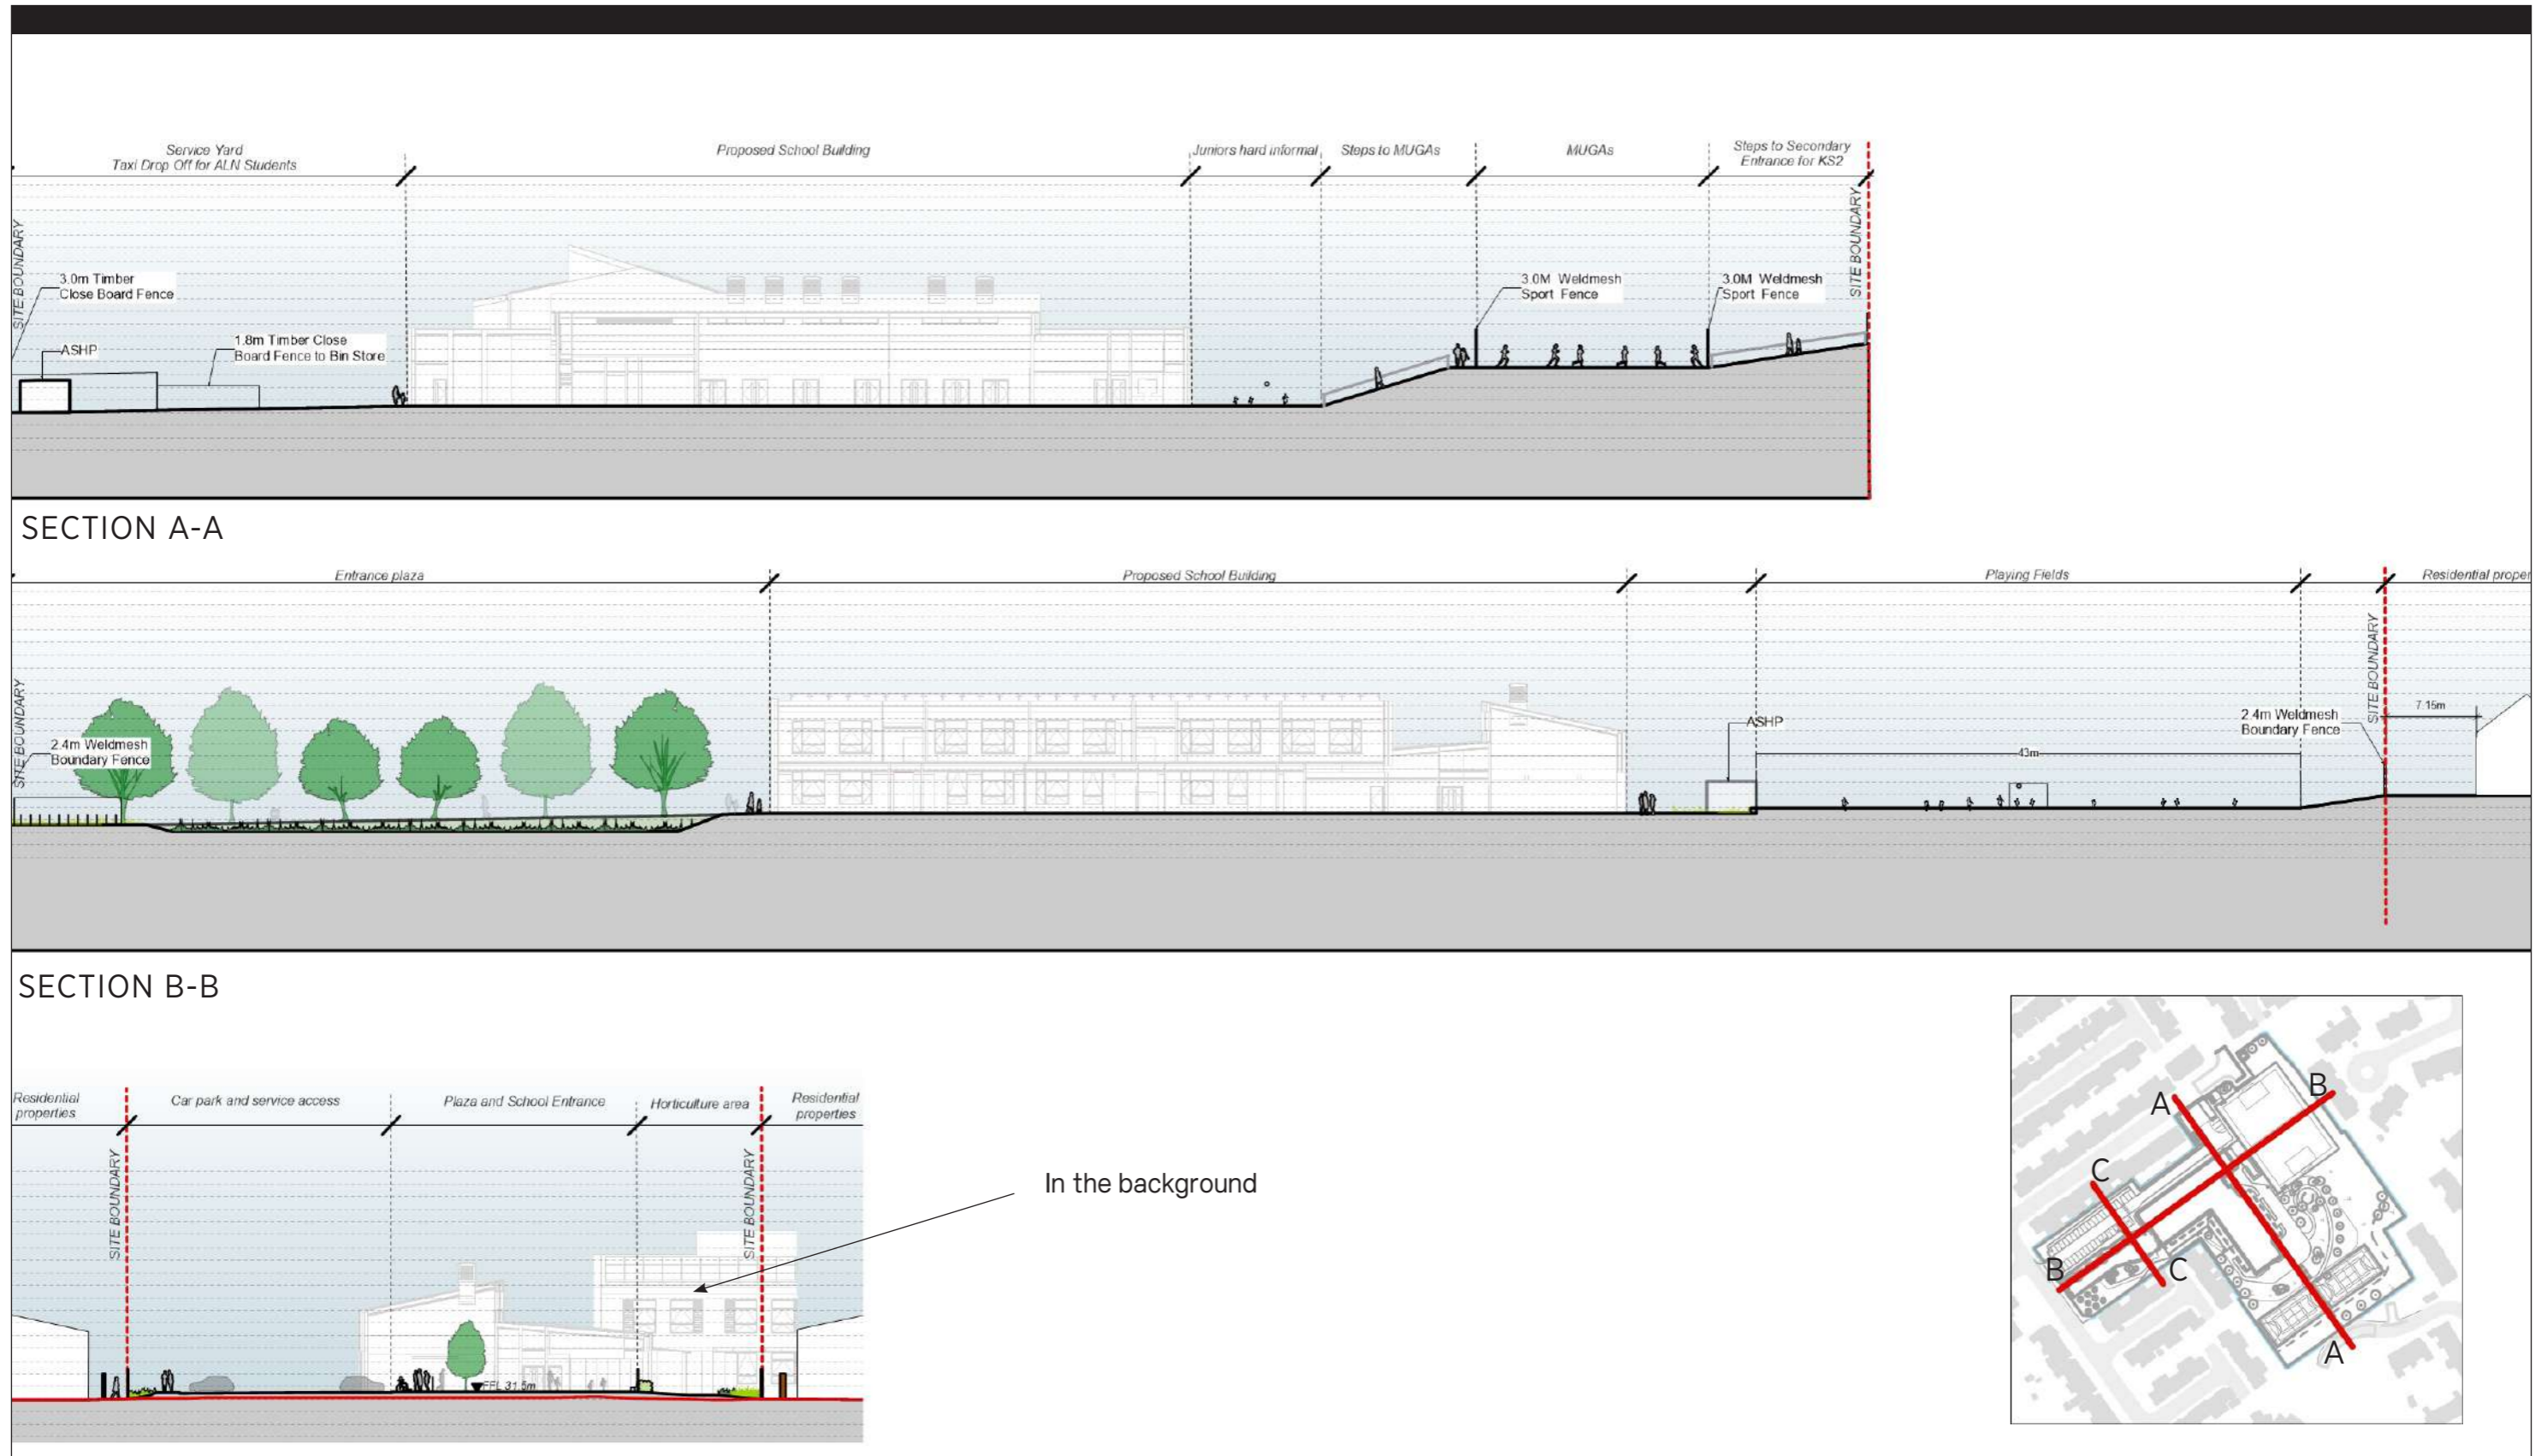 Service Yard
Taxi Drop Off for ALN Students
Proposed School Building
Juniors hard informal
Steps to MUGAs
MUGAs
Steps to Secondary
Entrance for KS2
SITE BOUNDARY
3.0m Timber
Close Board Fence
ASHP
1.8m Timber Close
Board Fence to Bin Store
3.0M Weldmesh
Sport Fence
3.0M Weldmesh
Sport Fence
SITE BOUNDARY
SECTION A-A
Entrance plaza
Proposed School Building
Playing Fields
Residential proper
SITE BOUNDARY
2.4m Weldmesh
Boundary Fence
ASHP
43m
2.4m Weldmesh
Boundary Fence
SITE BOUNDARY
7.15m
SECTION B-B
Residential
properties
Car park and service access
Plaza and School Entrance
Horticulture area
Residential
properties
SITE BOUNDARY
SITE BOUNDARY
FFL 31.5m
In the background
A
B
C
B
C
A